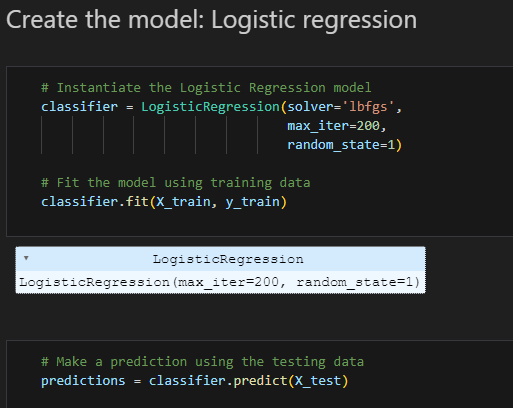 Create the model: Logistic regression
# Instantiate the Logistic Regression model
classifier = LogisticRegression(solver='lbfgs',
max_iter=200,
random_state=1)
# Fit the model using training data
classifier.fit(X_train, y_train)
LogisticRegression
LogisticRegression(max_iter=200, random_state=1)
# Make a prediction using the testing data
predictions = classifier.predict(X_test)